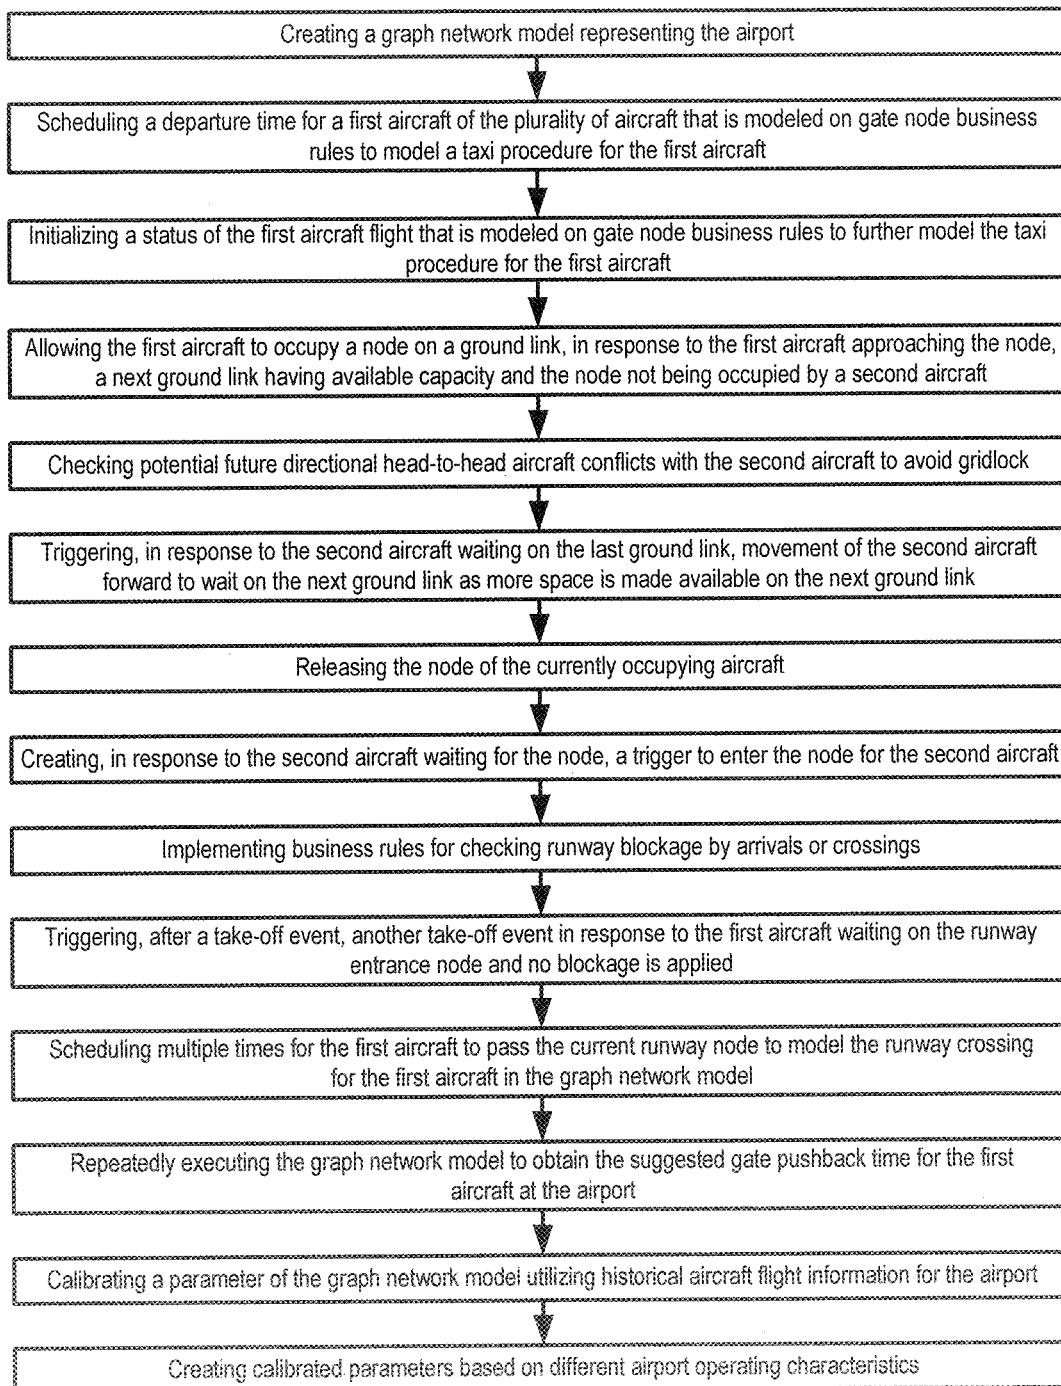 Creating a graph network model representing the airport
Scheduling a departure time for a first aircraft of the plurality of aircraft that is modeled on gate node business
rules to model a taxi procedure for the first aircraft
Initializing a status of the first aircraft flight that is modeled on gate node business rules to further model the taxi
procedure for the first aircraft
Allowing the first aircraft to occupy a node on a ground link, in response to the first aircraft approaching the node,
a next ground link having available capacity and the node not being occupied by a second aircraft
Checking potential future directional head-to-head aircraft conflicts with the second aircraft to avoid gridlock
Triggering, in response to the second aircraft waiting on the last ground link, movement of the second aircraft
forward to wait on the next ground link as more space is made available on the next ground link
Releasing the node of the currently occupying aircraft
Creating, in response to the second aircraft waiting for the node, a trigger to enter the node for the second aircraft
Implementing business rules for checking runway blockage by arrivals or crossings
Triggering, after a take-off event, another take-off event in response to the first aircraft waiting on the runway
entrance node and no blockage is applied
Scheduling multiple times for the first aircraft to pass the current runway node to model the runway crossing
for the first aircraft in the graph network model
Repeatedly executing the graph network model to obtain the suggested gate pushback time for the first
aircraft at the airport
Calibrating a parameter of the graph network model utilizing historical aircraft flight information for the airport
Creating calibrated parameters based on different airport operating characteristics